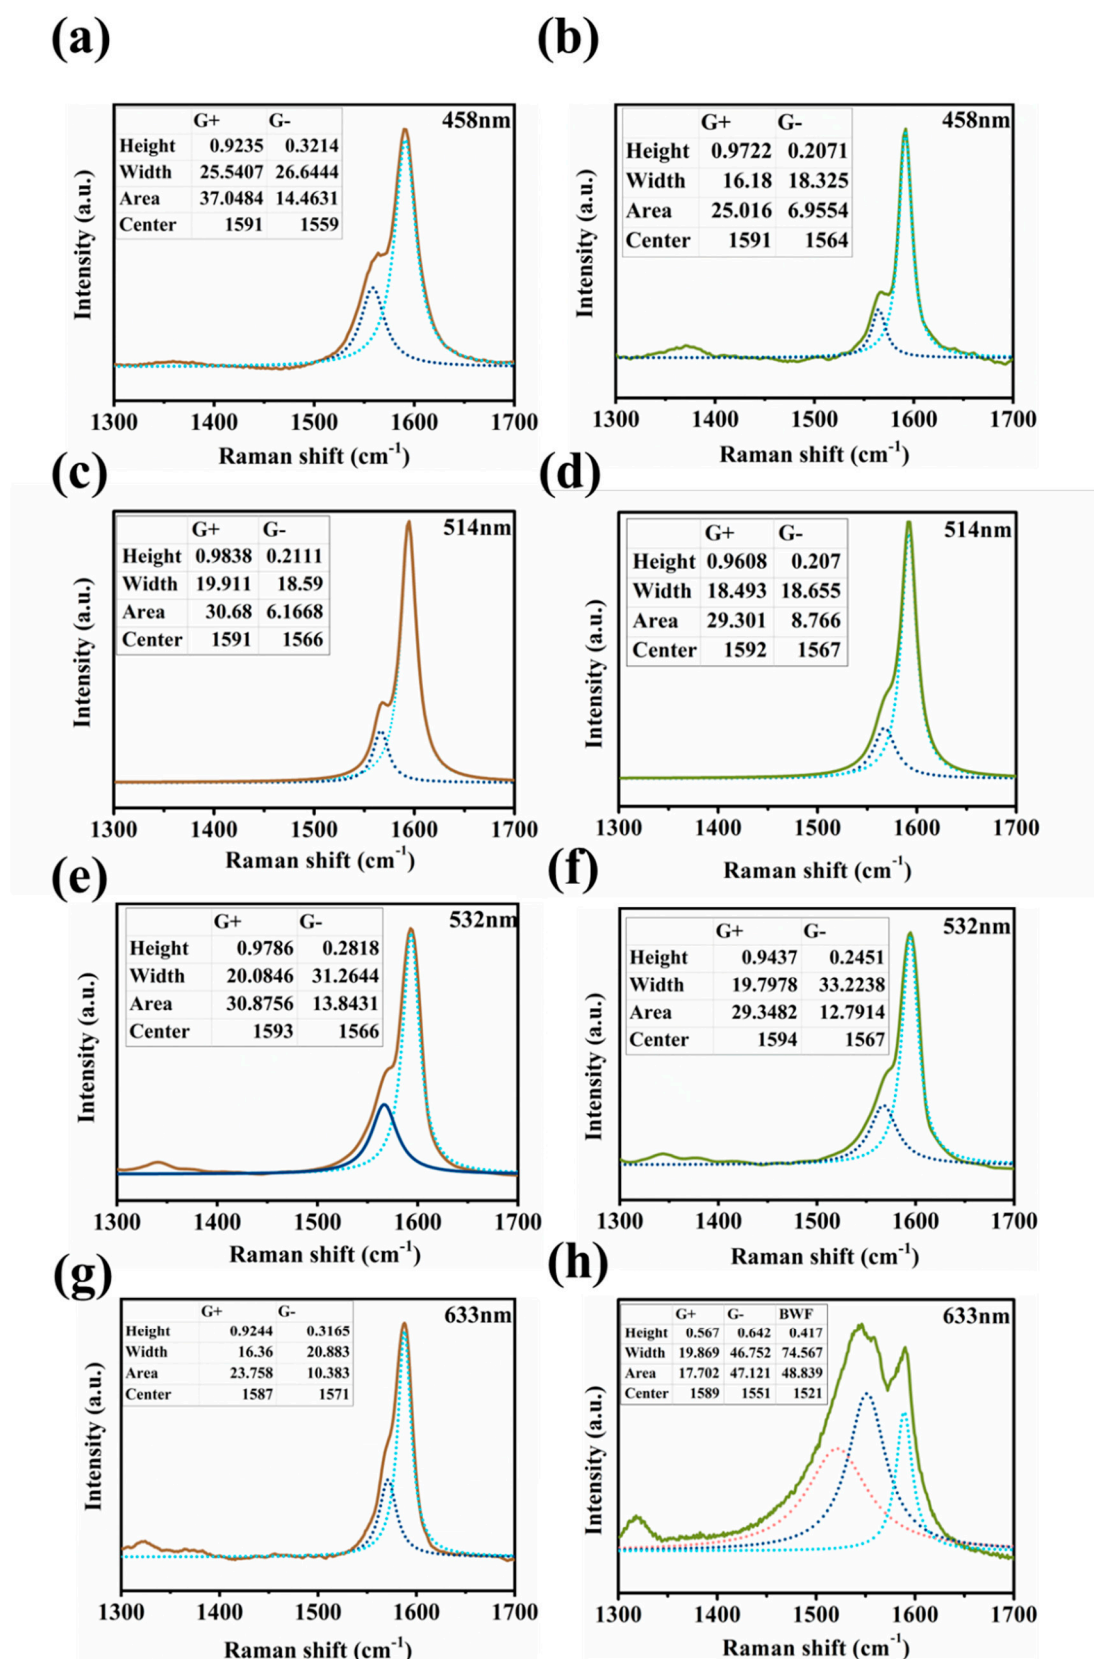 (a)
458nm
G+ G-
Height 0.9235 0.3214
Width 25.5407 26.6444
Area 37.0484 14.4631
Center 1591 1559
Intensity (a.u.)
1300 1400 1500 1600 1700
Raman shift (cm-1)
(b)
458nm
G+ G-
Height 0.9722 0.2071
Width 16.18 18.325
Area 25.016 6.9554
Center 1591 1564
Intensity (a.u.)
1300 1400 1500 1600 1700
Raman shift (cm-1)
(c)
514nm
G+ G-
Height 0.9838 0.2111
Width 19.911 18.59
Area 30.68 6.1668
Center 1591 1566
Intensity (a.u.)
1300 1400 1500 1600 1700
Raman shift (cm-1)
(d)
514nm
G+ G-
Height 0.9608 0.207
Width 18.493 18.655
Area 29.301 8.766
Center 1592 1567
Intensity (a.u.)
1300 1400 1500 1600 1700
Raman shift (cm-1)
(e)
532nm
G+ G-
Height 0.9786 0.2818
Width 20.0846 31.2644
Area 30.8756 13.8431
Center 1593 1566
Intensity (a.u.)
1300 1400 1500 1600 1700
Raman shift (cm-1)
(f)
532nm
G+ G-
Height 0.9437 0.2451
Width 19.7978 33.2238
Area 29.3482 12.7914
Center 1594 1567
Intensity (a.u.)
1300 1400 1500 1600 1700
Raman shift (cm-1)
(g)
633nm
G+ G-
Height 0.9244 0.3165
Width 16.36 20.883
Area 23.758 10.383
Center 1587 1571
Intensity (a.u.)
1300 1400 1500 1600 1700
Raman shift (cm-1)
(h)
633nm
G+ G- BWF
Height 0.567 0.642 0.417
Width 19.869 46.752 74.567
Area 17.702 47.121 48.839
Center 1589 1551 1521
Intensity (a.u.)
1300 1400 1500 1600 1700
Raman shift (cm-1)